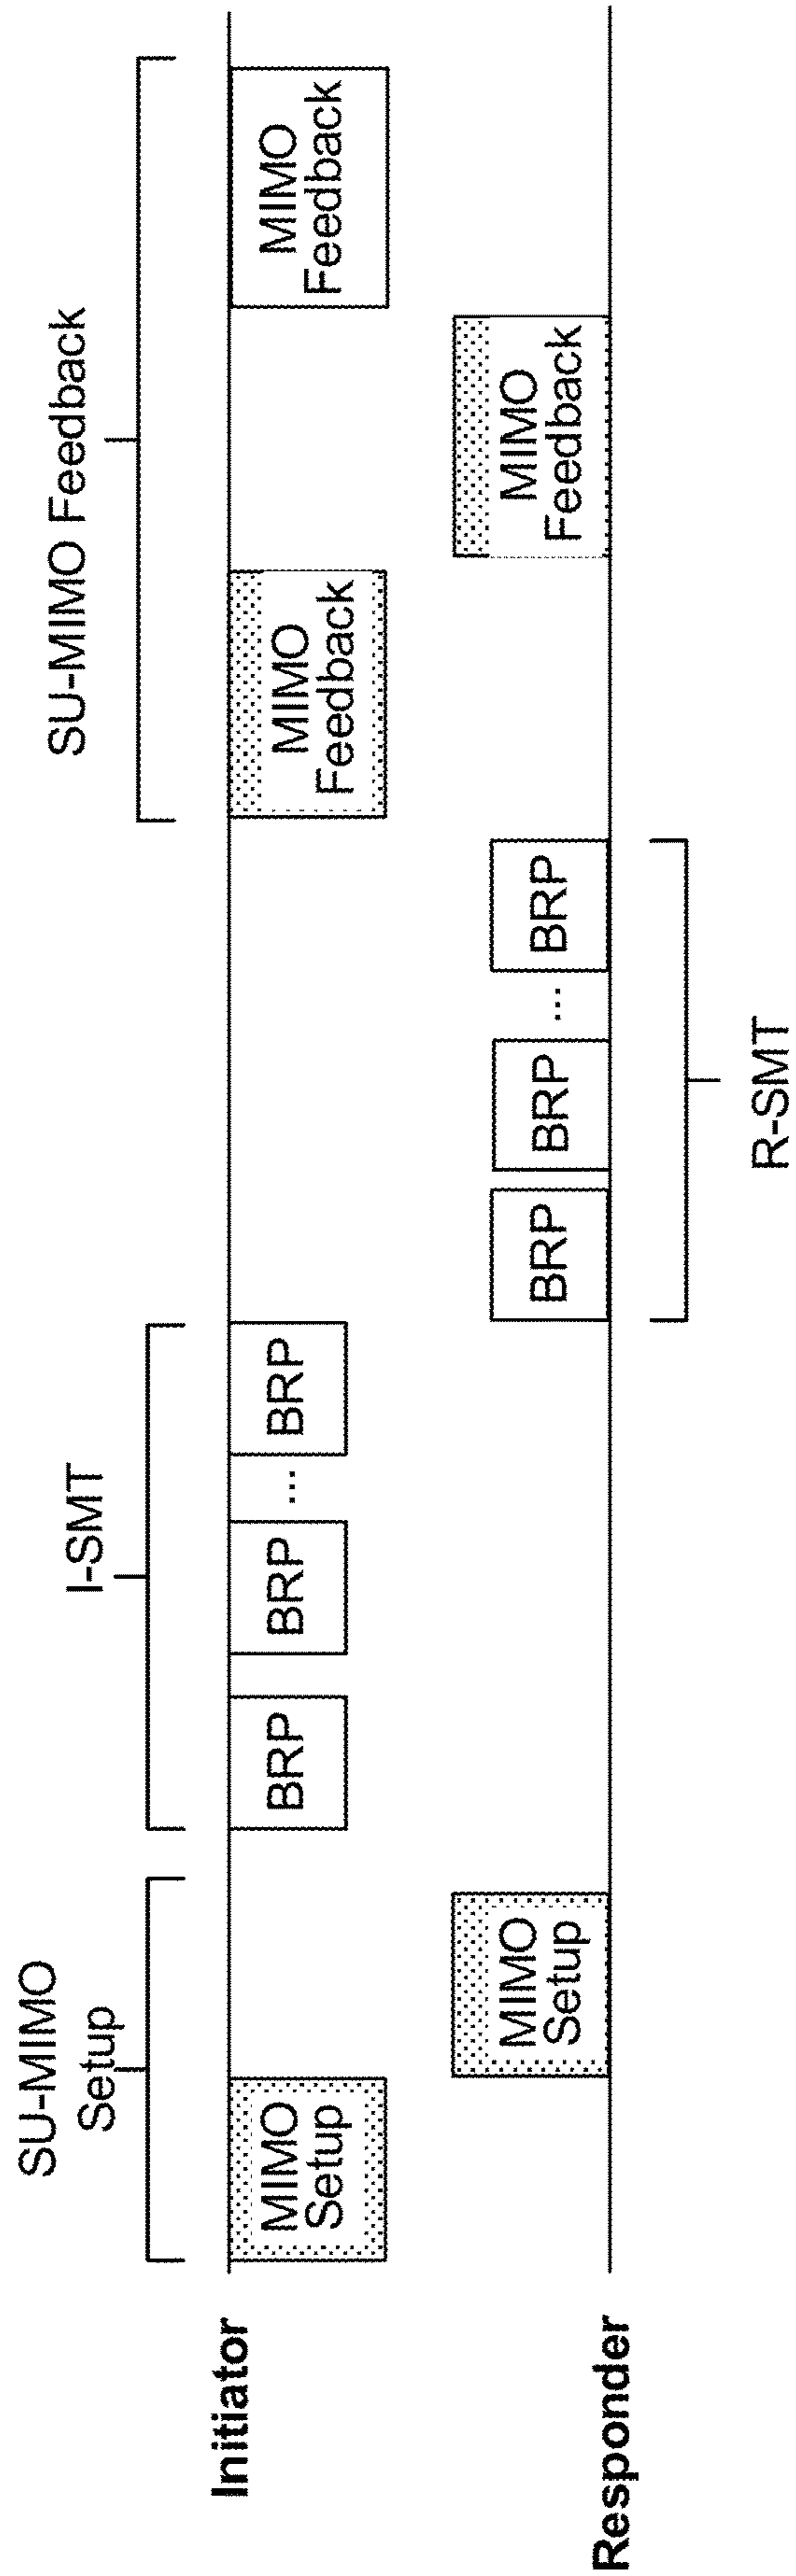 SU-MIMO
Setup
I-SMT
SU-MIMO Feedback
Initiator
MIMO
Setup
BRP
BRP
...
BRP
MIMO
Feedback
MIMO
Feedback
Responder
MIMO
Setup
BRP
BRP
...
BRP
MIMO
Feedback
R-SMT